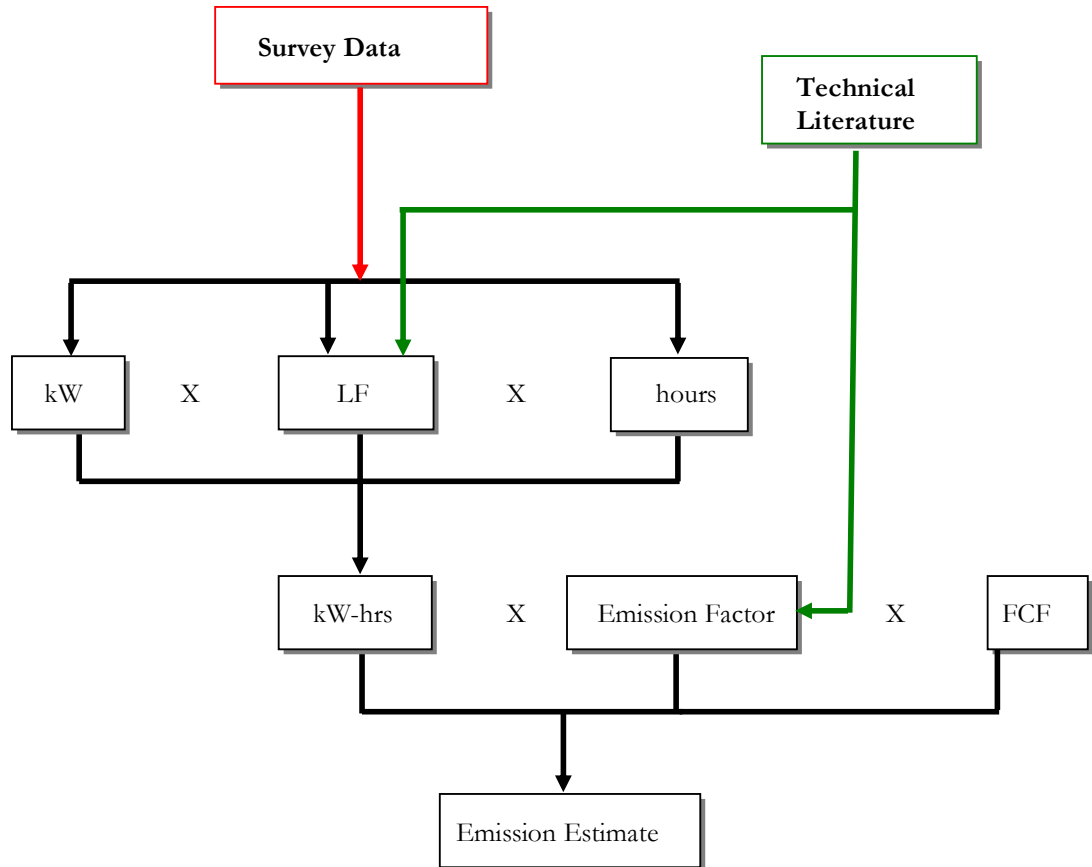 Survey Data
Technical
Literature
kW X LF X hours
kW-hrs X Emission Factor X FCF
Emission Estimate